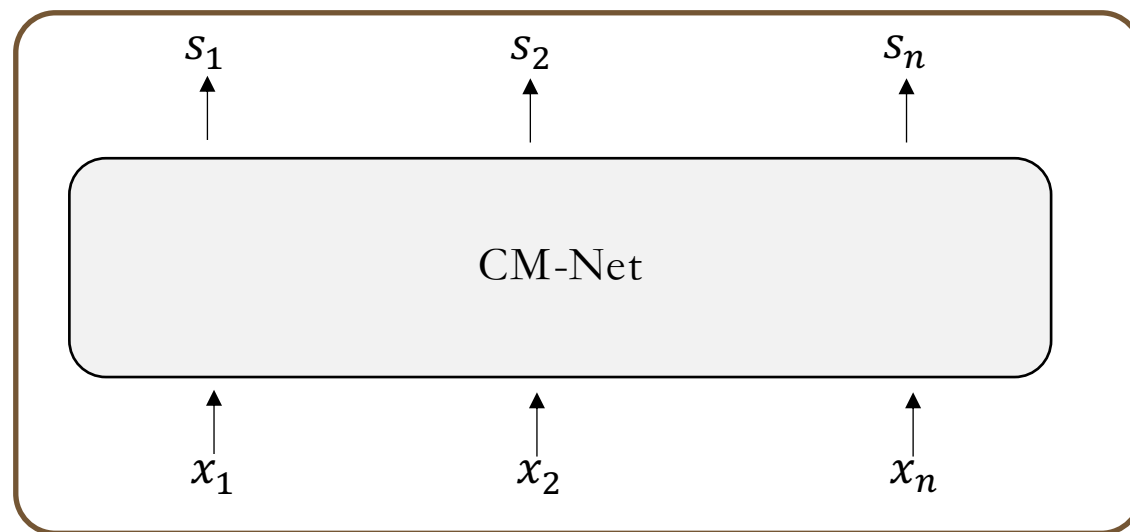 s₁ s₂ sₙ
CM-Net
x₁ x₂ xₙ